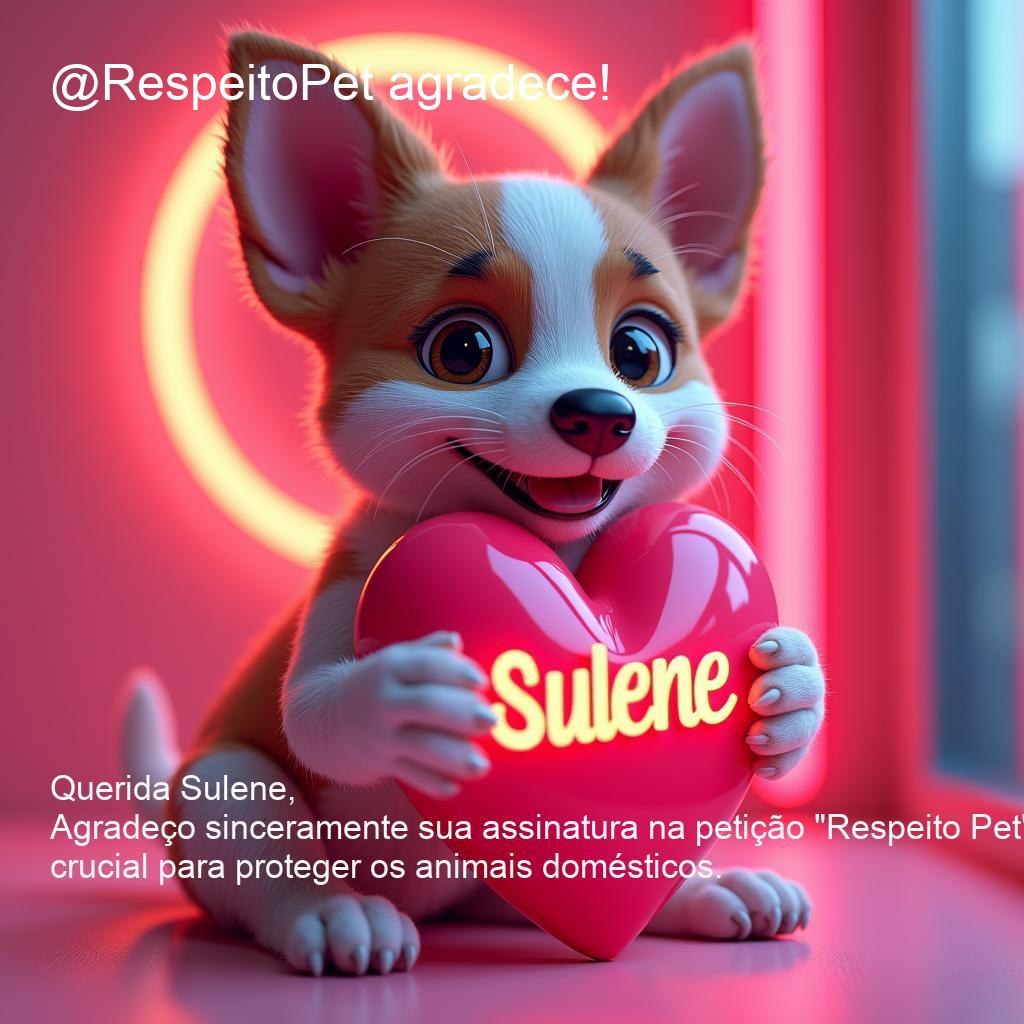 @RespeitoPet agradece!
Sulene
Querida Sulene,
Agradeço sinceramente sua assinatura na petição "Respeito Pet"
crucial para proteger os animais domésticos.